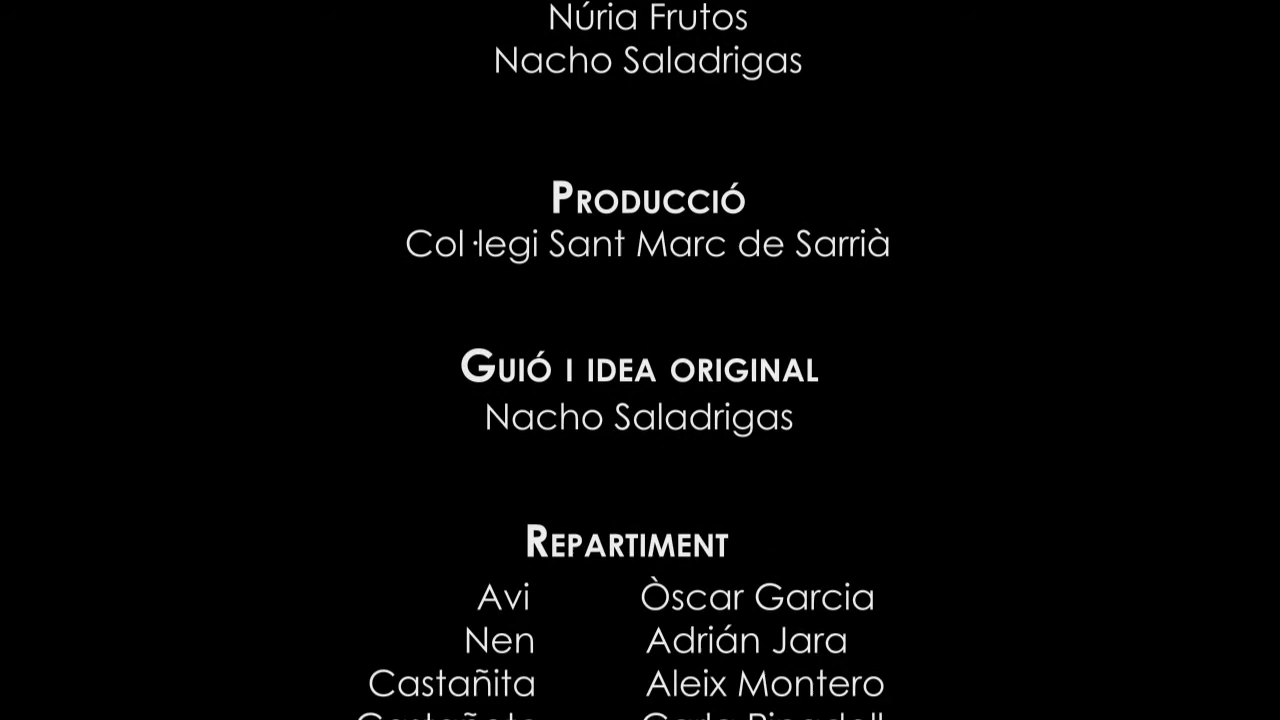 Núria Frutos
Nacho Saladrigas
Producció
Col·legi Sant Marc de Sarrià
Guió i idea original
Nacho Saladrigas
Repartiment
Avi Òscar Garcia
Nen Adrián Jara
Castañita Aleix Montero